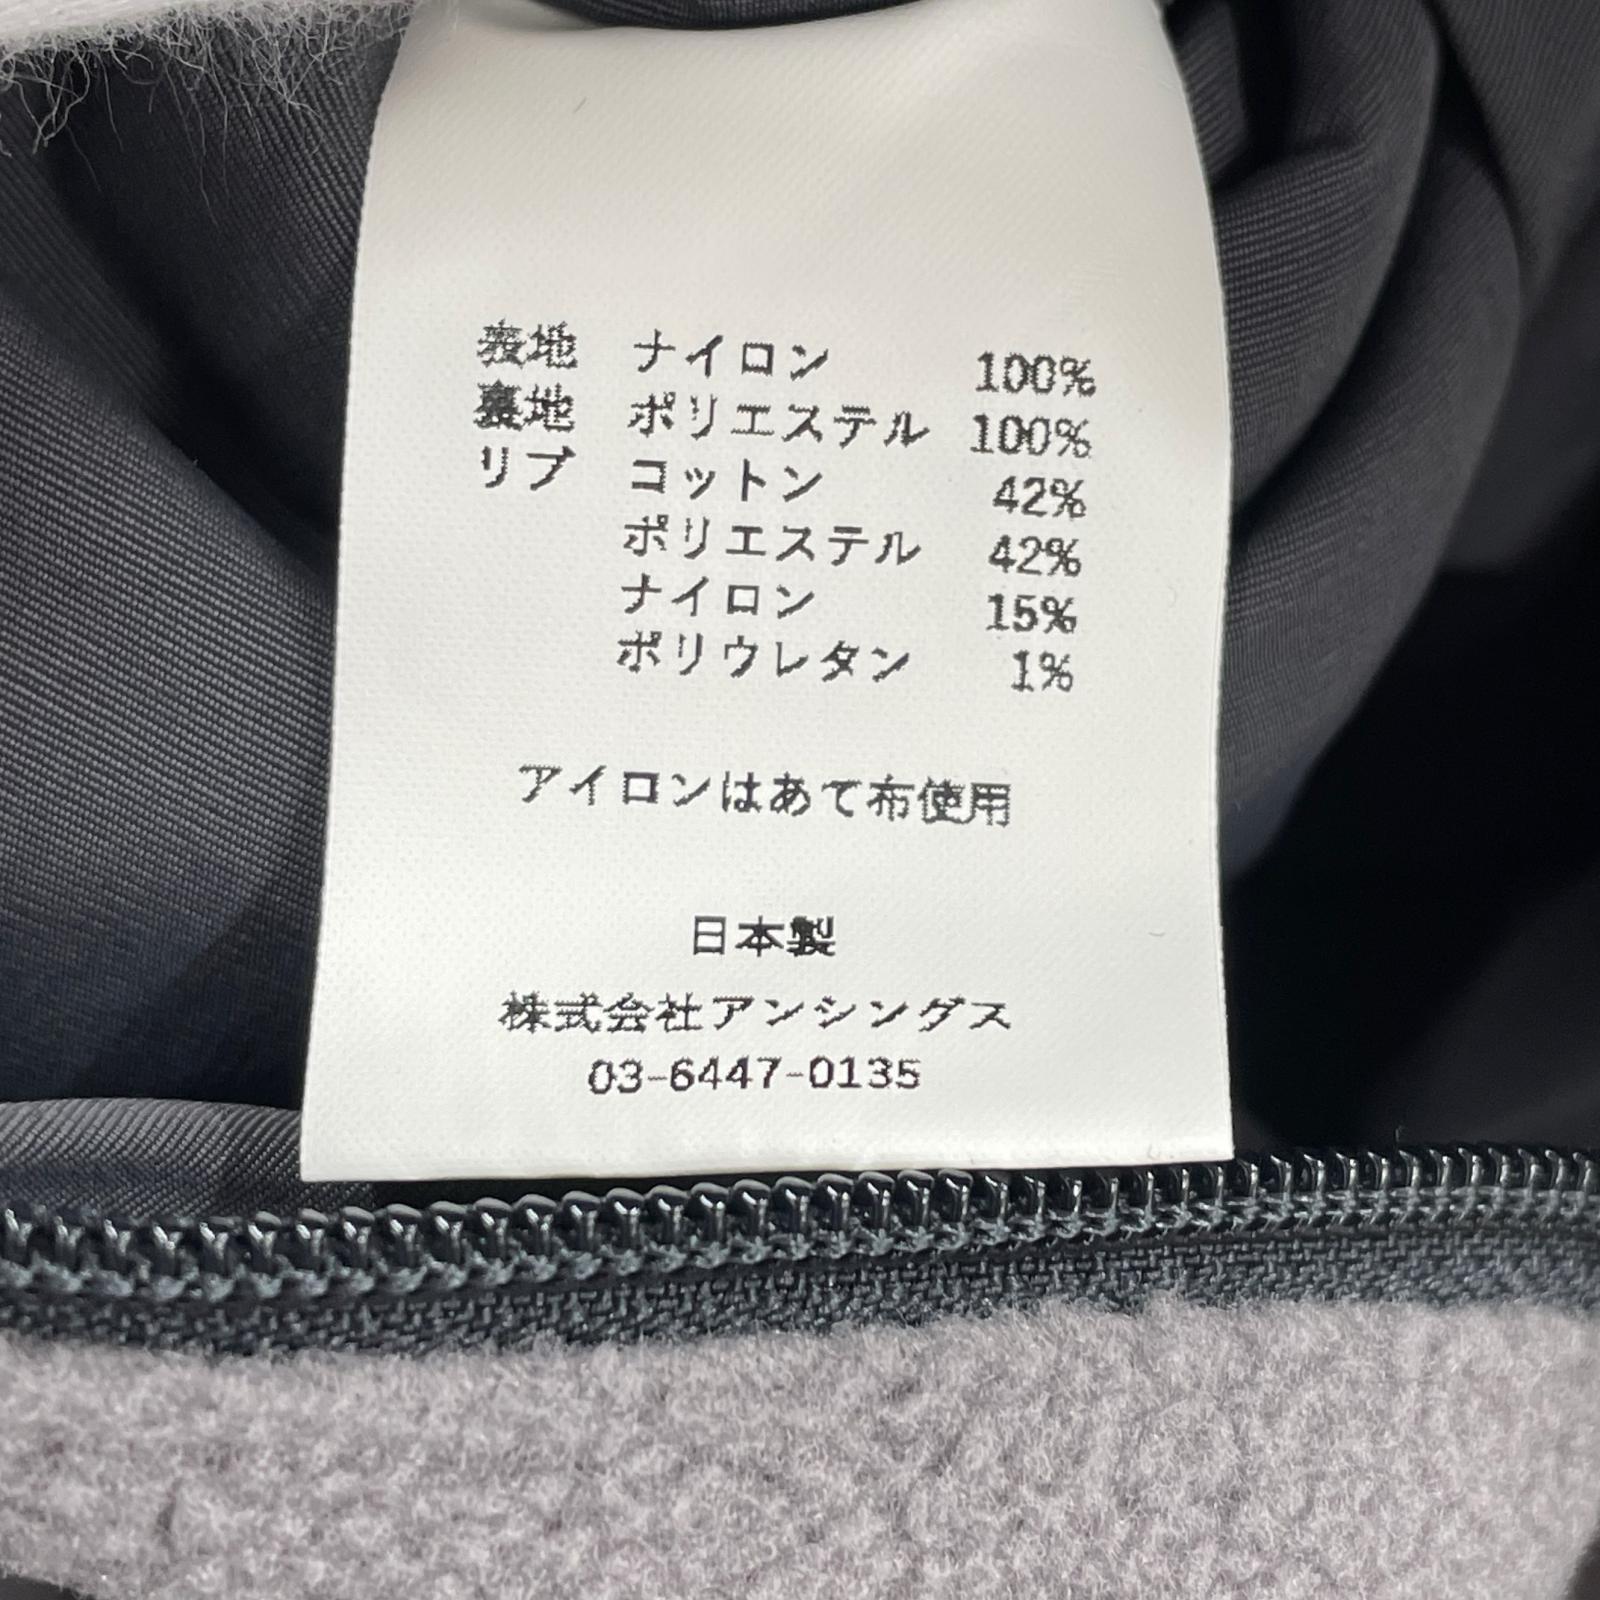 表地 ナイロン 100%
裏地 ポリエステル 100%
リブ コットン 42%
ポリエステル 42%
ナイロン 15%
ポリウレタン 1%
アイロンはあて布使用
日本製
株式会社アンシングス
03-6447-0135